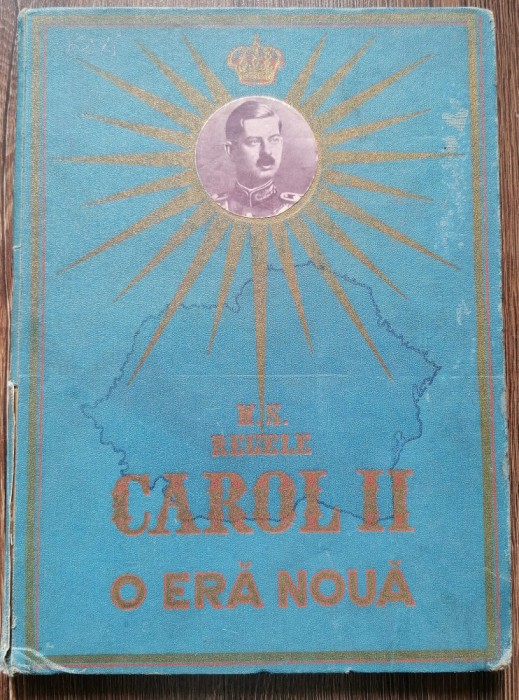 M. S.
REGELE
CAROL II
O ERĂ NOUĂ